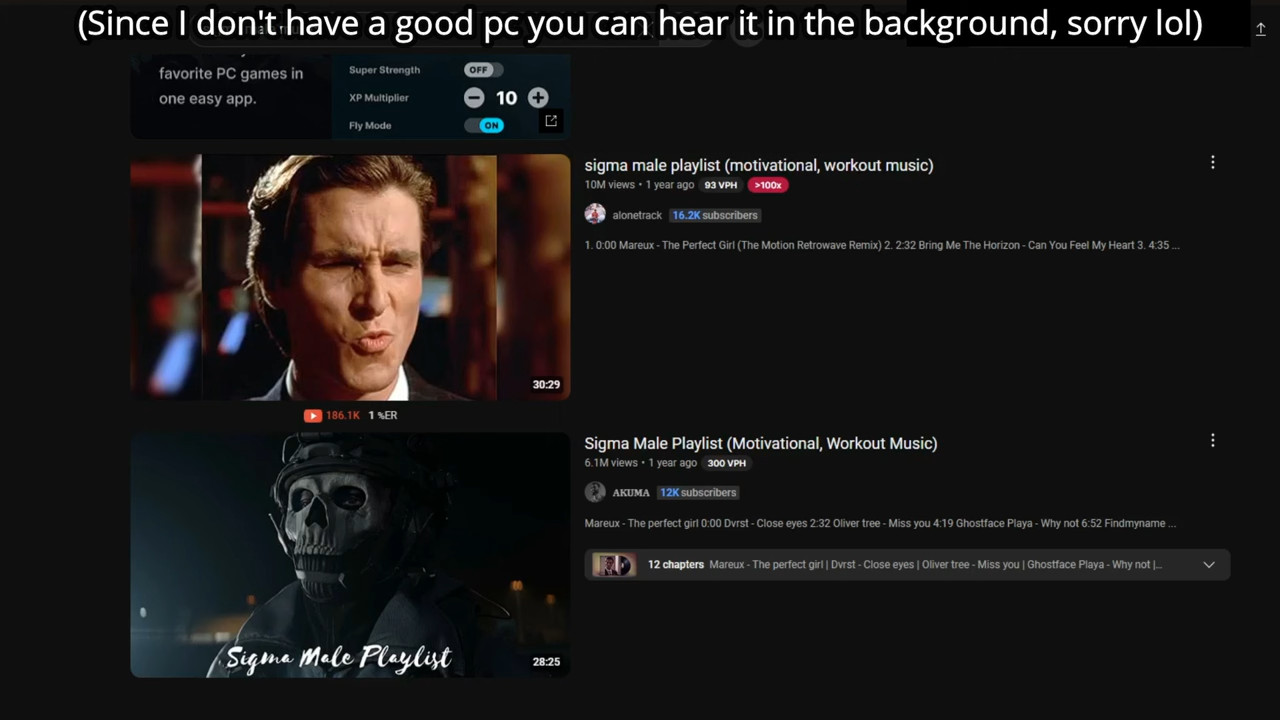 (Since I don't have a good pc you can hear it in the background, sorry lol)
favorite PC games in
one easy app.
Super Strength OFF
XP Multiplier 10
Fly Mode ON
sigma male playlist (motivational, workout music)
10M views • 1 year ago 93 VPH >100x
alonetrack 16.2K subscribers
1. 0:00 Mareux - The Perfect Girl (The Motion Retrowave Remix) 2. 2:32 Bring Me The Horizon - Can You Feel My Heart 3. 4:35 ...
30:29
186.1K 1 %ER
Sigma Male Playlist (Motivational, Workout Music)
6.1M views • 1 year ago 300 VPH
AKUMA 12K subscribers
Mareux - The perfect girl 0:00 Dvrst - Close eyes 2:32 Oliver tree - Miss you 4:19 Ghostface Playa - Why not 6:52 Findmyname ...
12 chapters Mareux - The perfect girl | Dvrst - Close eyes | Oliver tree - Miss you | Ghostface Playa - Why not |...
Sigma Male Playlist
28:25